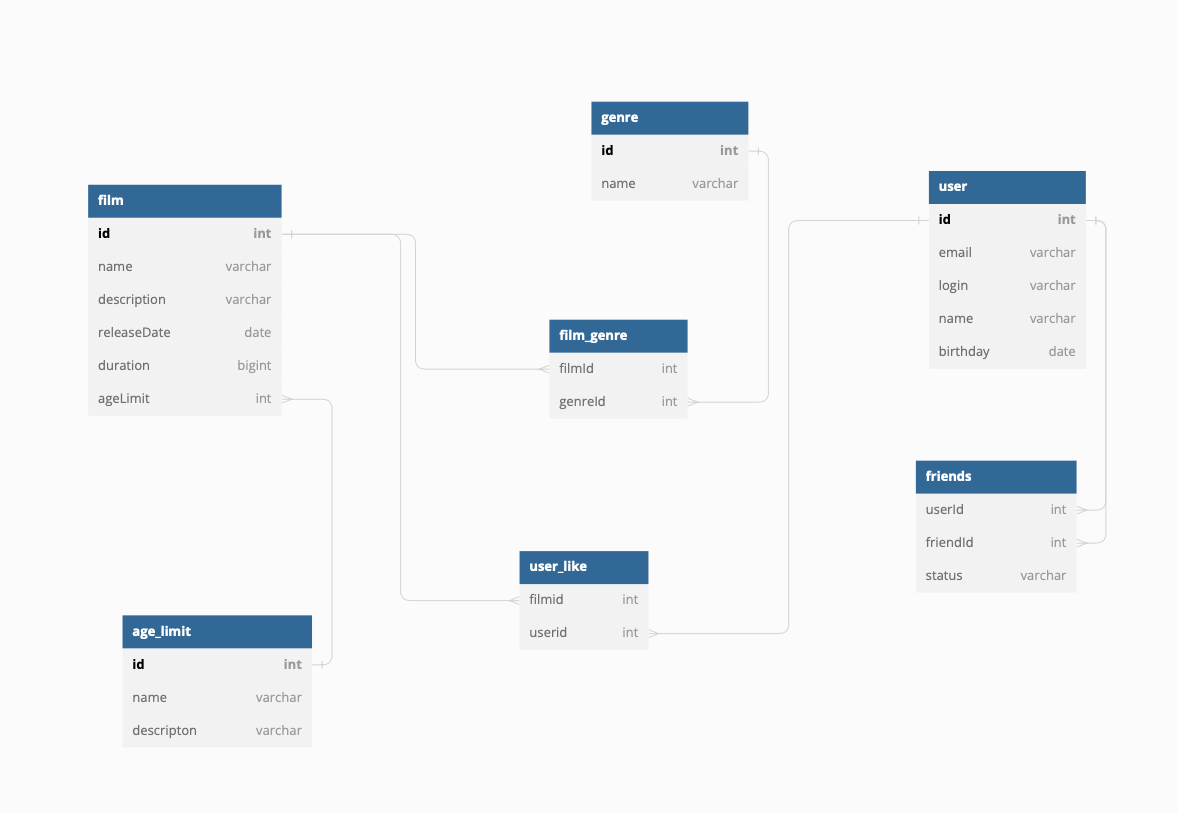 genre
id int
name varchar
film
id int
name varchar
description varchar
releaseDate date
duration bigint
ageLimit int
user
id int
email varchar
login varchar
name varchar
birthday date
film_genre
filmId int
genreId int
friends
userId int
friendId int
status varchar
user_like
filmid int
userid int
age_limit
id int
name varchar
descripton varchar